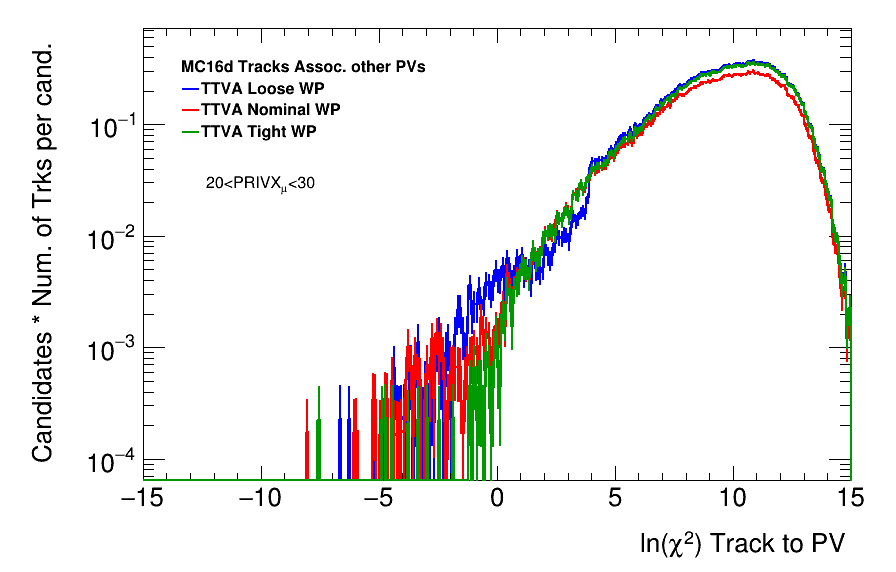 Candidates * Num. of Trks per cand.
MC16d Tracks Assoc. other PVs
TTVA Loose WP
TTVA Nominal WP
TTVA Tight WP
20<PRIVXμ<30
10⁻¹
10⁻²
10⁻³
10⁻⁴
−15 −10 −5 0 5 10 15
ln(χ²) Track to PV